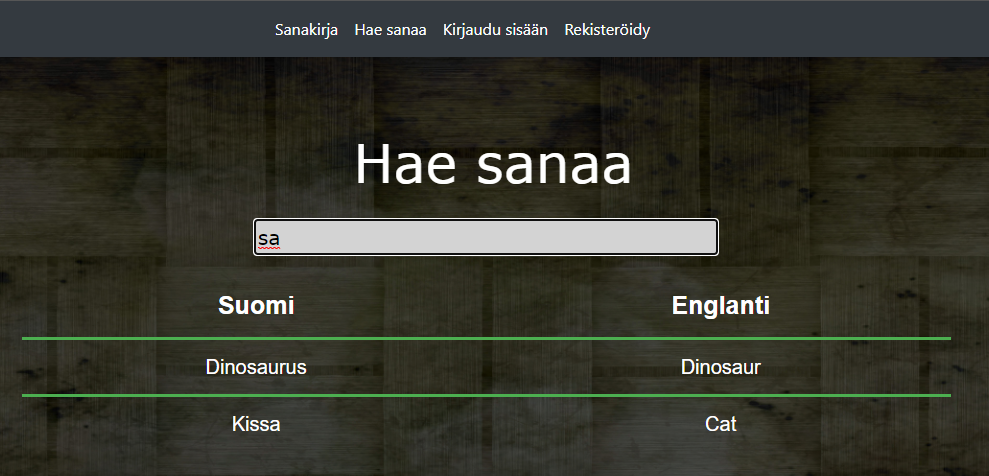 Sanakirja Hae sanaa Kirjaudu sisään Rekisteröidy
Hae sanaa
sa
Suomi Englanti
Dinosaurus Dinosaur
Kissa Cat